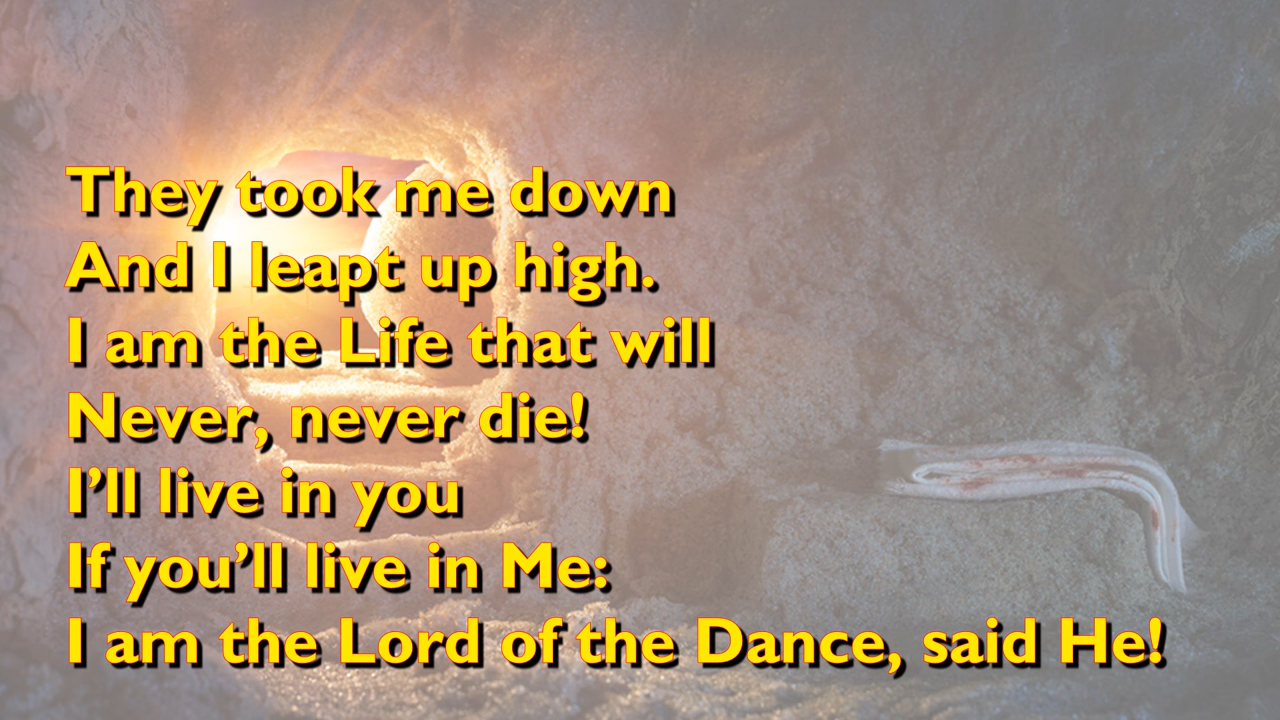 They took me down
And I leapt up high.
I am the Life that will
Never, never die!
I’ll live in you
If you’ll live in Me:
I am the Lord of the Dance, said He!